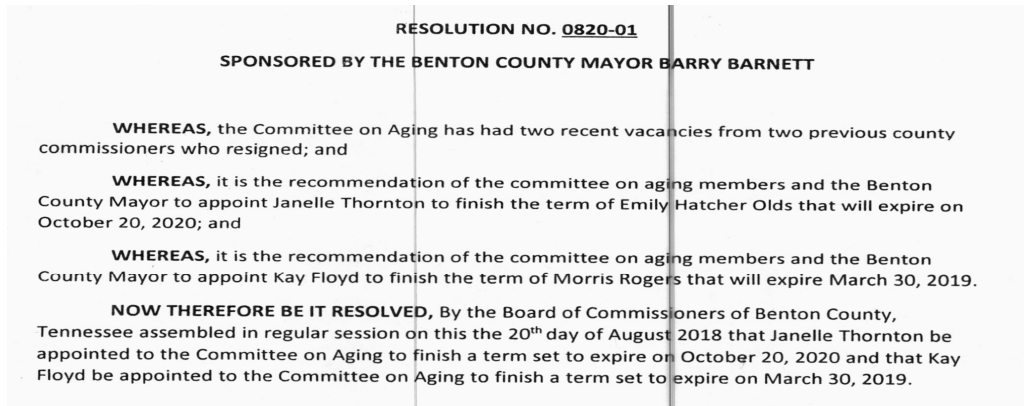 RESOLUTION NO. 0820-01
SPONSORED BY THE BENTON COUNTY MAYOR BARRY BARNETT
WHEREAS, the Committee on Aging has had two recent vacancies from two previous county
commissioners who resigned; and
WHEREAS, it is the recommendation of the committee on aging members and the Benton
County Mayor to appoint Janelle Thornton to finish the term of Emily Hatcher Olds that will expire on
October 20, 2020; and
WHEREAS, it is the recommendation of the committee on aging members and the Benton
County Mayor to appoint Kay Floyd to finish the term of Morris Rogers that will expire March 30, 2019.
NOW THEREFORE BE IT RESOLVED, By the Board of Commissioners of Benton County,
Tennessee assembled in regular session on this the 20th day of August 2018 that Janelle Thornton be
appointed to the Committee on Aging to finish a term set to expire on October 20, 2020 and that Kay
Floyd be appointed to the Committee on Aging to finish a term set to expire on March 30, 2019.